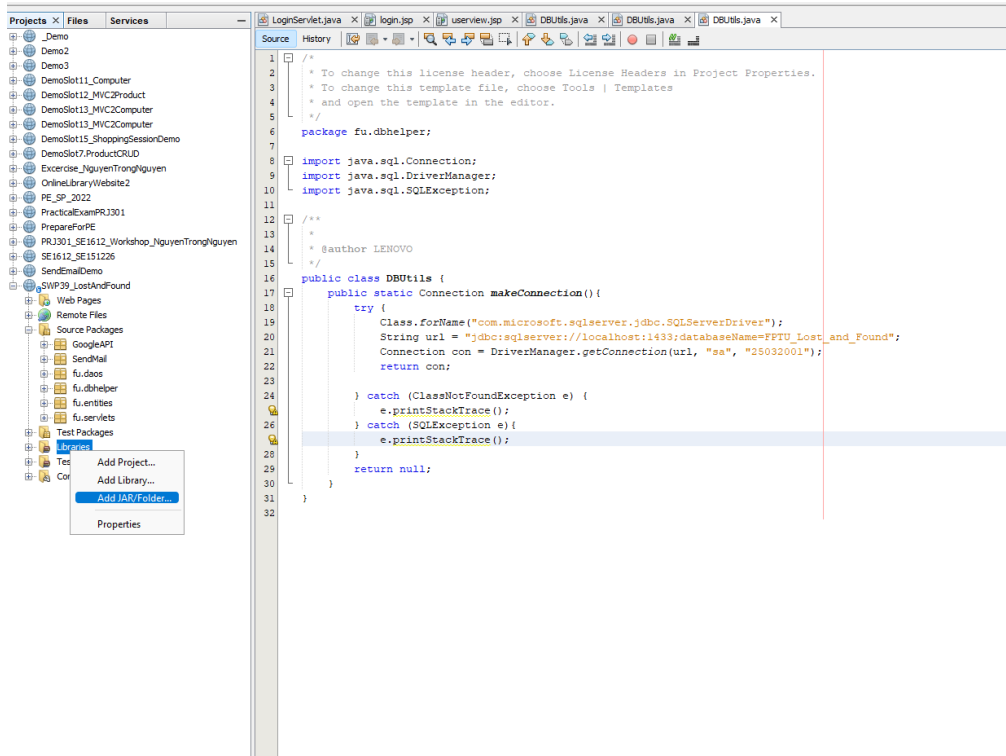 Projects × Files Services
LoginServlet.java × login.jsp × userview.jsp × DBUtils.java × DBUtils.java × DBUtils.java ×
Source History
_Demo
Demo2
Demo3
DemoSlot11_Computer
DemoSlot12_MVC2Product
DemoSlot13_MVC2Computer
DemoSlot13_MVC2Computer
DemoSlot15_ShoppingSessionDemo
DemoSlot7.ProductCRUD
Excercise_NguyenTrongNguyen
OnlineLibraryWebsite2
PE_SP_2022
PracticalExamPRJ301
PrepareForPE
PRJ301_SE1612_Workshop_NguyenTrongNguyen
SE1612_SE151226
SendEmailDemo
SWP39_LostAndFound
Web Pages
Remote Files
Source Packages
GoogleAPI
SendMail
fu.daos
fu.dbhelper
fu.entities
fu.servlets
Test Packages
Libraries
Tes
Cor
Add Project...
Add Library...
Add JAR/Folder...
Properties
1 /*
2 * To change this license header, choose License Headers in Project Properties.
3 * To change this template file, choose Tools | Templates
4 * and open the template in the editor.
5 */
6 package fu.dbhelper;
7
8 import java.sql.Connection;
9 import java.sql.DriverManager;
10 import java.sql.SQLException;
11
12 /**
13 *
14 * @author LENOVO
15 */
16 public class DBUtils {
17 public static Connection makeConnection(){
18 try {
19 Class.forName("com.microsoft.sqlserver.jdbc.SQLServerDriver");
20 String url = "jdbc:sqlserver://localhost:1433;databaseName=FPTU_Lost_and_Found";
21 Connection con = DriverManager.getConnection(url, "sa", "25032001");
22 return con;
23
24 } catch (ClassNotFoundException e) {
e.printStackTrace();
26 } catch (SQLException e){
e.printStackTrace();
28 }
29 return null;
30 }
31 }
32